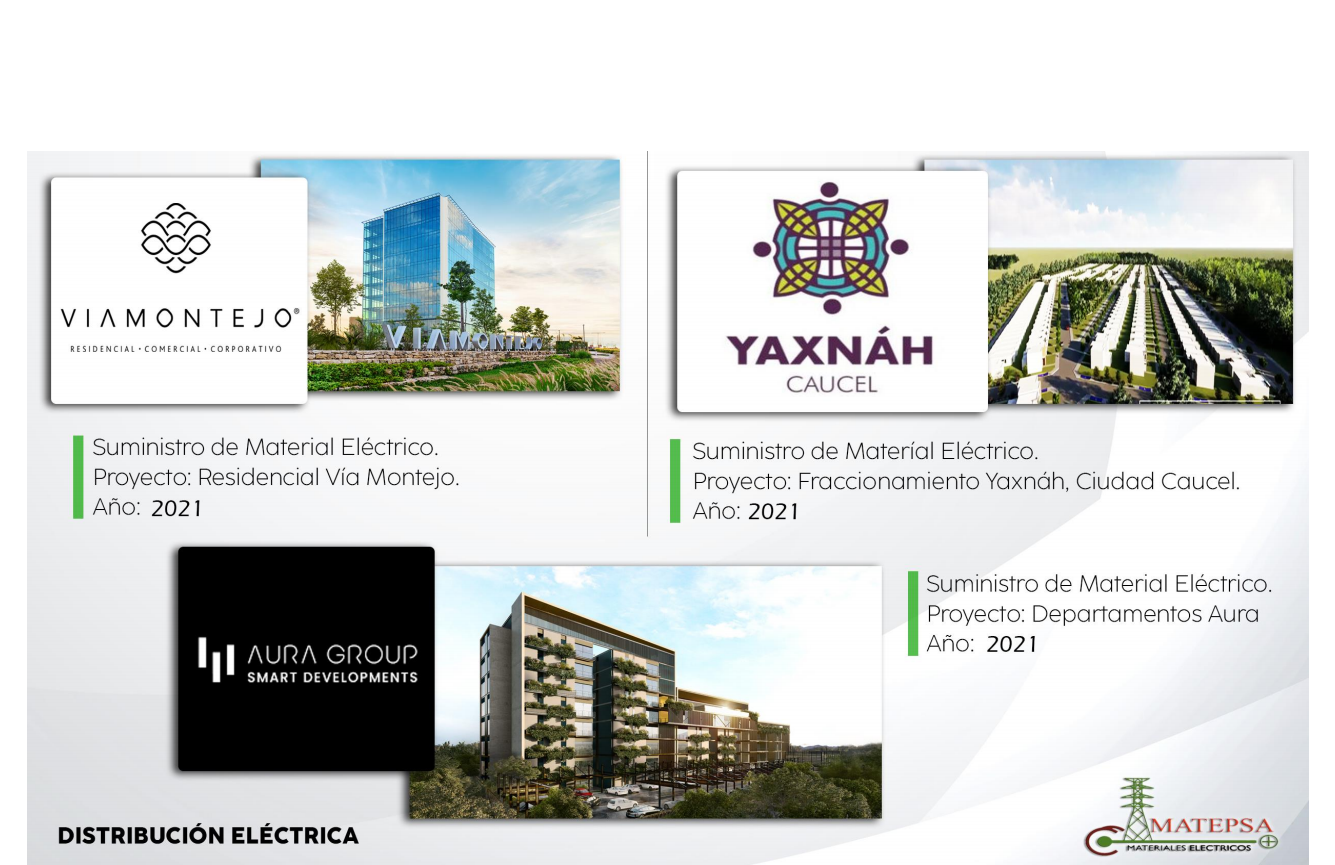 VIAMONTEJO®
RESIDENCIAL • COMERCIAL • CORPORATIVO
VIAMONTEJO
Suministro de Material Eléctrico.
Proyecto: Residencial Vía Montejo.
Año: 2021
YAXNÁH
CAUCEL
Suministro de Materíal Eléctrico.
Proyecto: Fraccionamiento Yaxnáh, Ciudad Caucel.
Año: 2021
AURA GROUP
SMART DEVELOPMENTS
Suministro de Material Eléctrico.
Proyecto: Departamentos Aura
Año: 2021
DISTRIBUCIÓN ELÉCTRICA
MATEPSA
MATERIALES ELECTRICOS